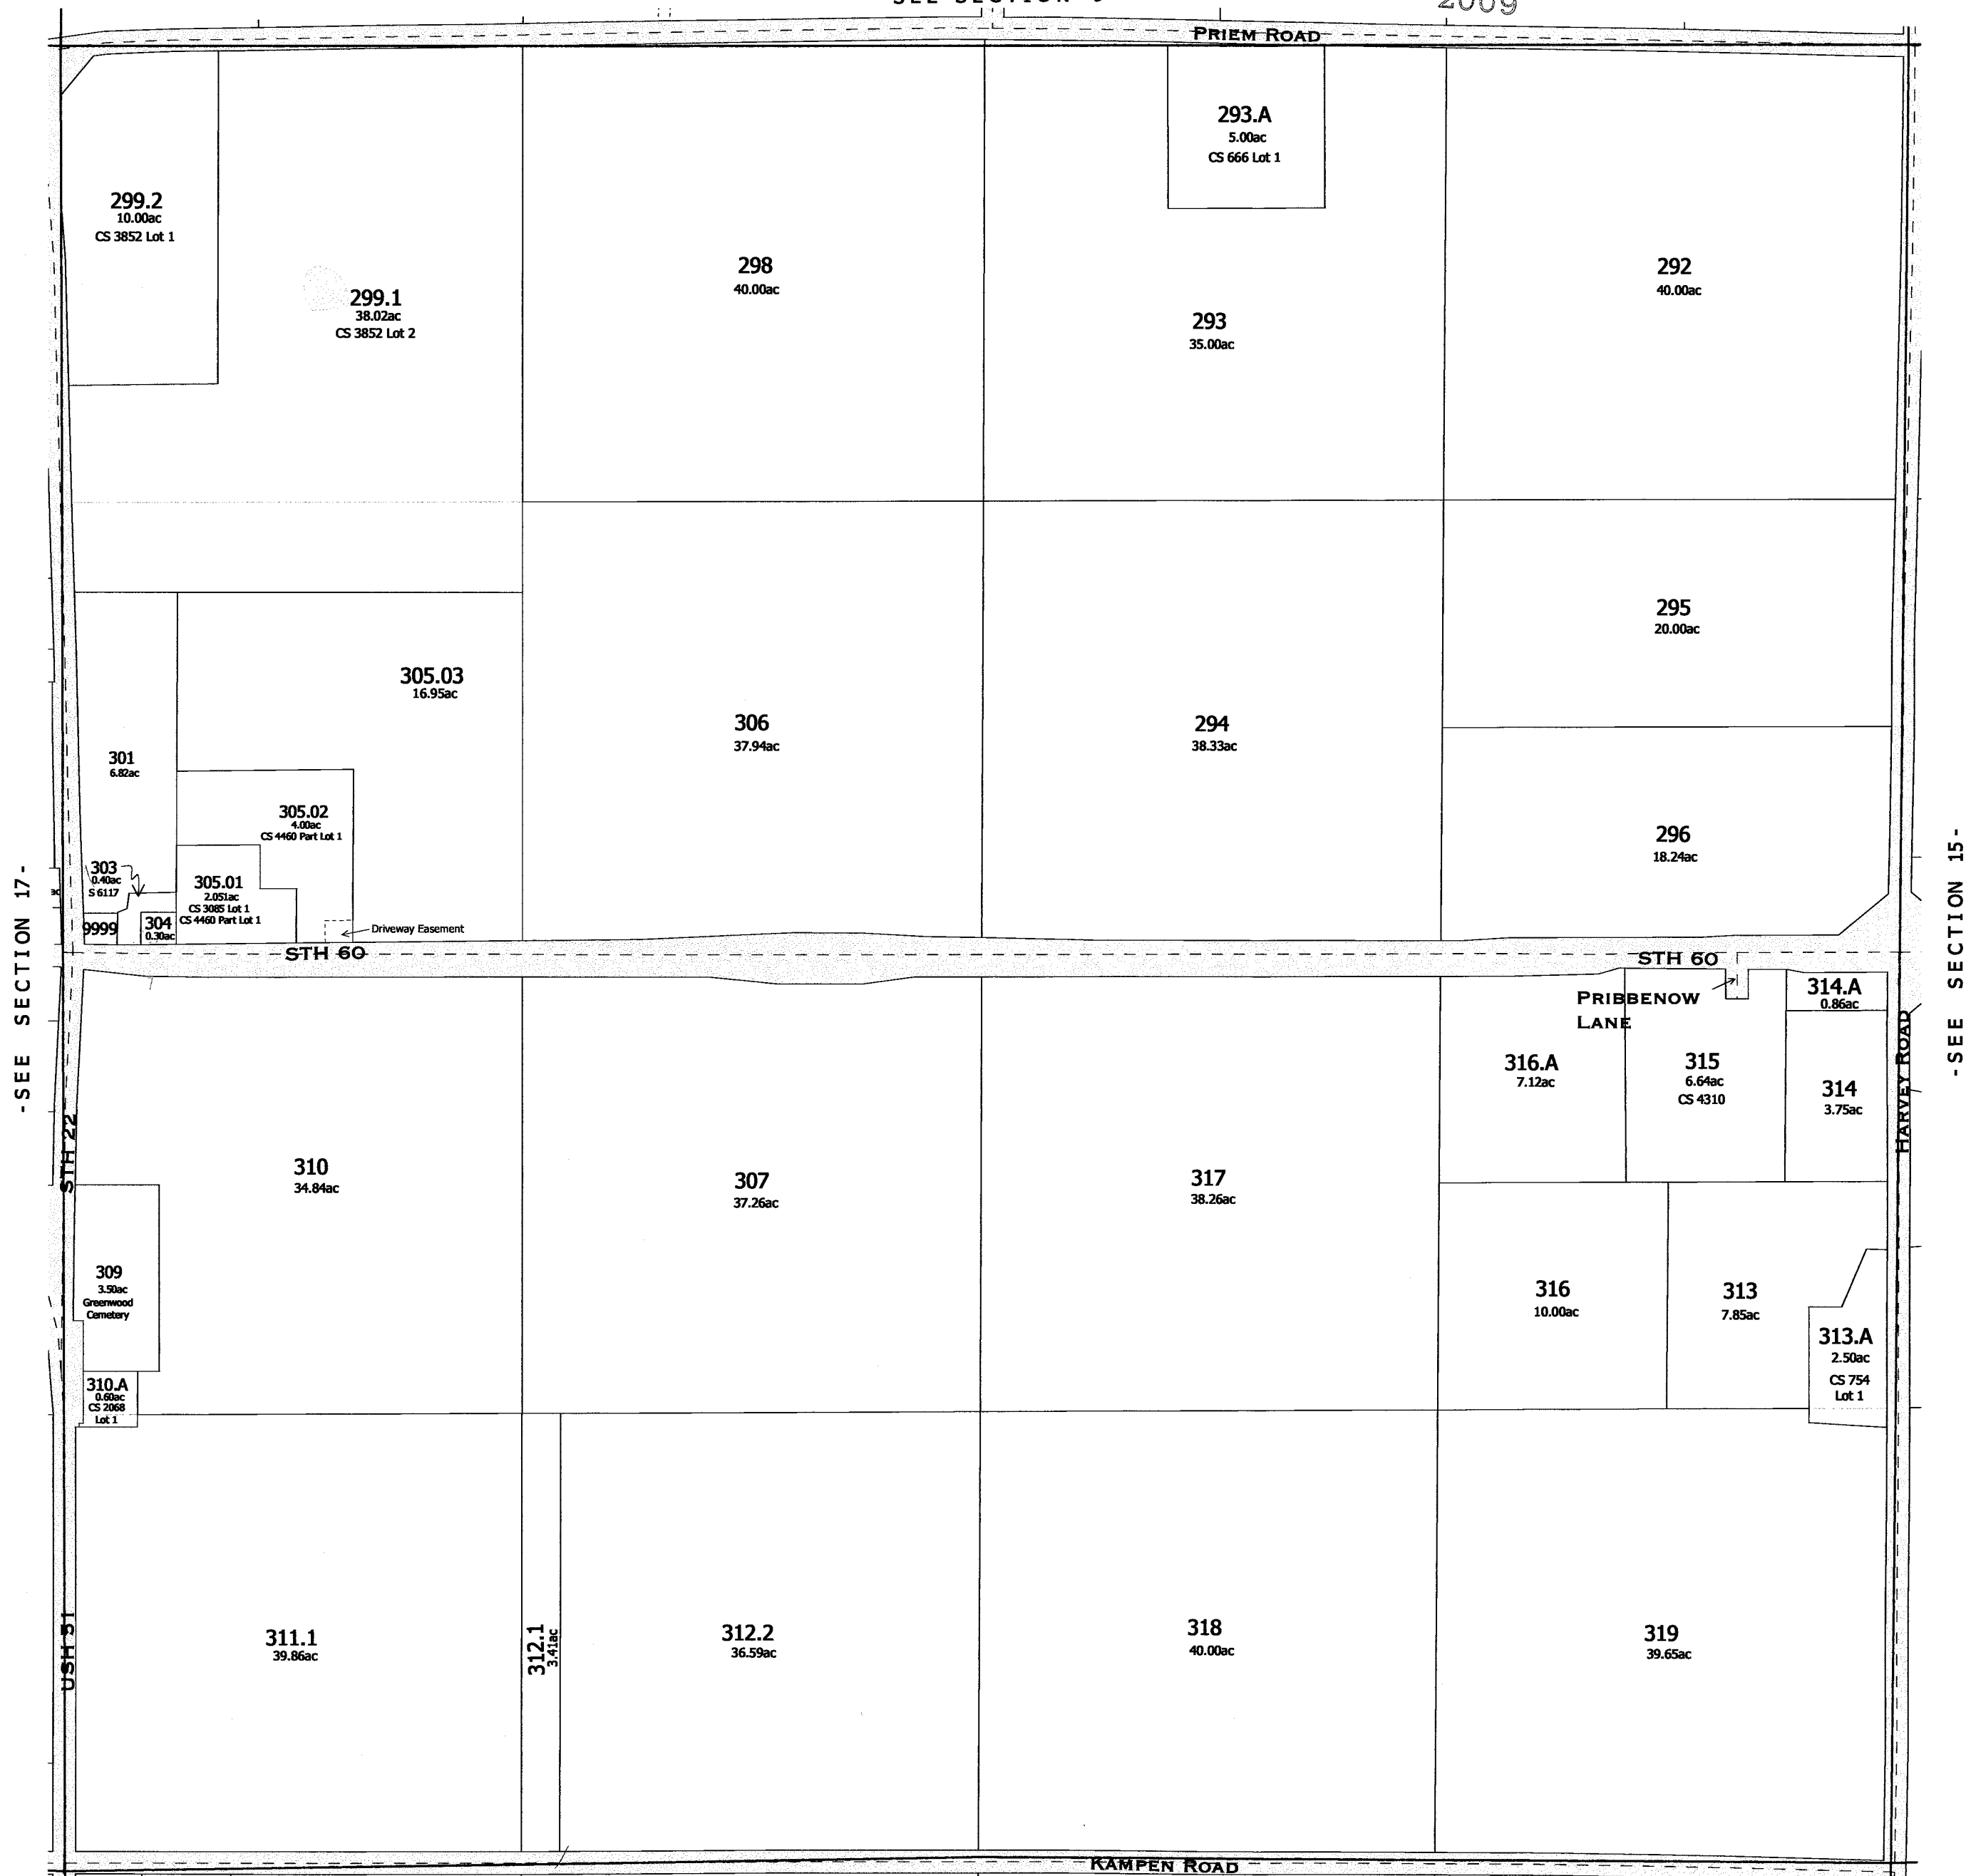 2009
PRIEM ROAD
293.A
5.00ac
CS 666 Lot 1
299.2
10.00ac
CS 3852 Lot 1
299.1
38.02ac
CS 3852 Lot 2
298
40.00ac
293
35.00ac
292
40.00ac
305.03
16.95ac
295
20.00ac
301
6.82ac
306
37.94ac
294
38.33ac
305.02
4.00ac
CS 4460 Part Lot 1
296
18.24ac
303
0.40ac
S 6117
305.01
2.051ac
CS 3085 Lot 1
CS 4460 Part Lot 1
9999
304
0.30ac
Driveway Easement
- SEE SECTION 17 -
- SEE SECTION 15 -
STH 60
STH 60
PRIBBENOW
LANE
314.A
0.86ac
316.A
7.12ac
315
6.64ac
CS 4310
314
3.75ac
HARVEY ROAD
STH 22
310
34.84ac
307
37.26ac
317
38.26ac
309
3.50ac
Greenwood
Cemetery
316
10.00ac
313
7.85ac
313.A
2.50ac
CS 754
Lot 1
310.A
0.60ac
CS 2068
Lot 1
USH 51
311.1
39.86ac
312.1
3.41ac
312.2
36.59ac
318
40.00ac
319
39.65ac
KAMPEN ROAD